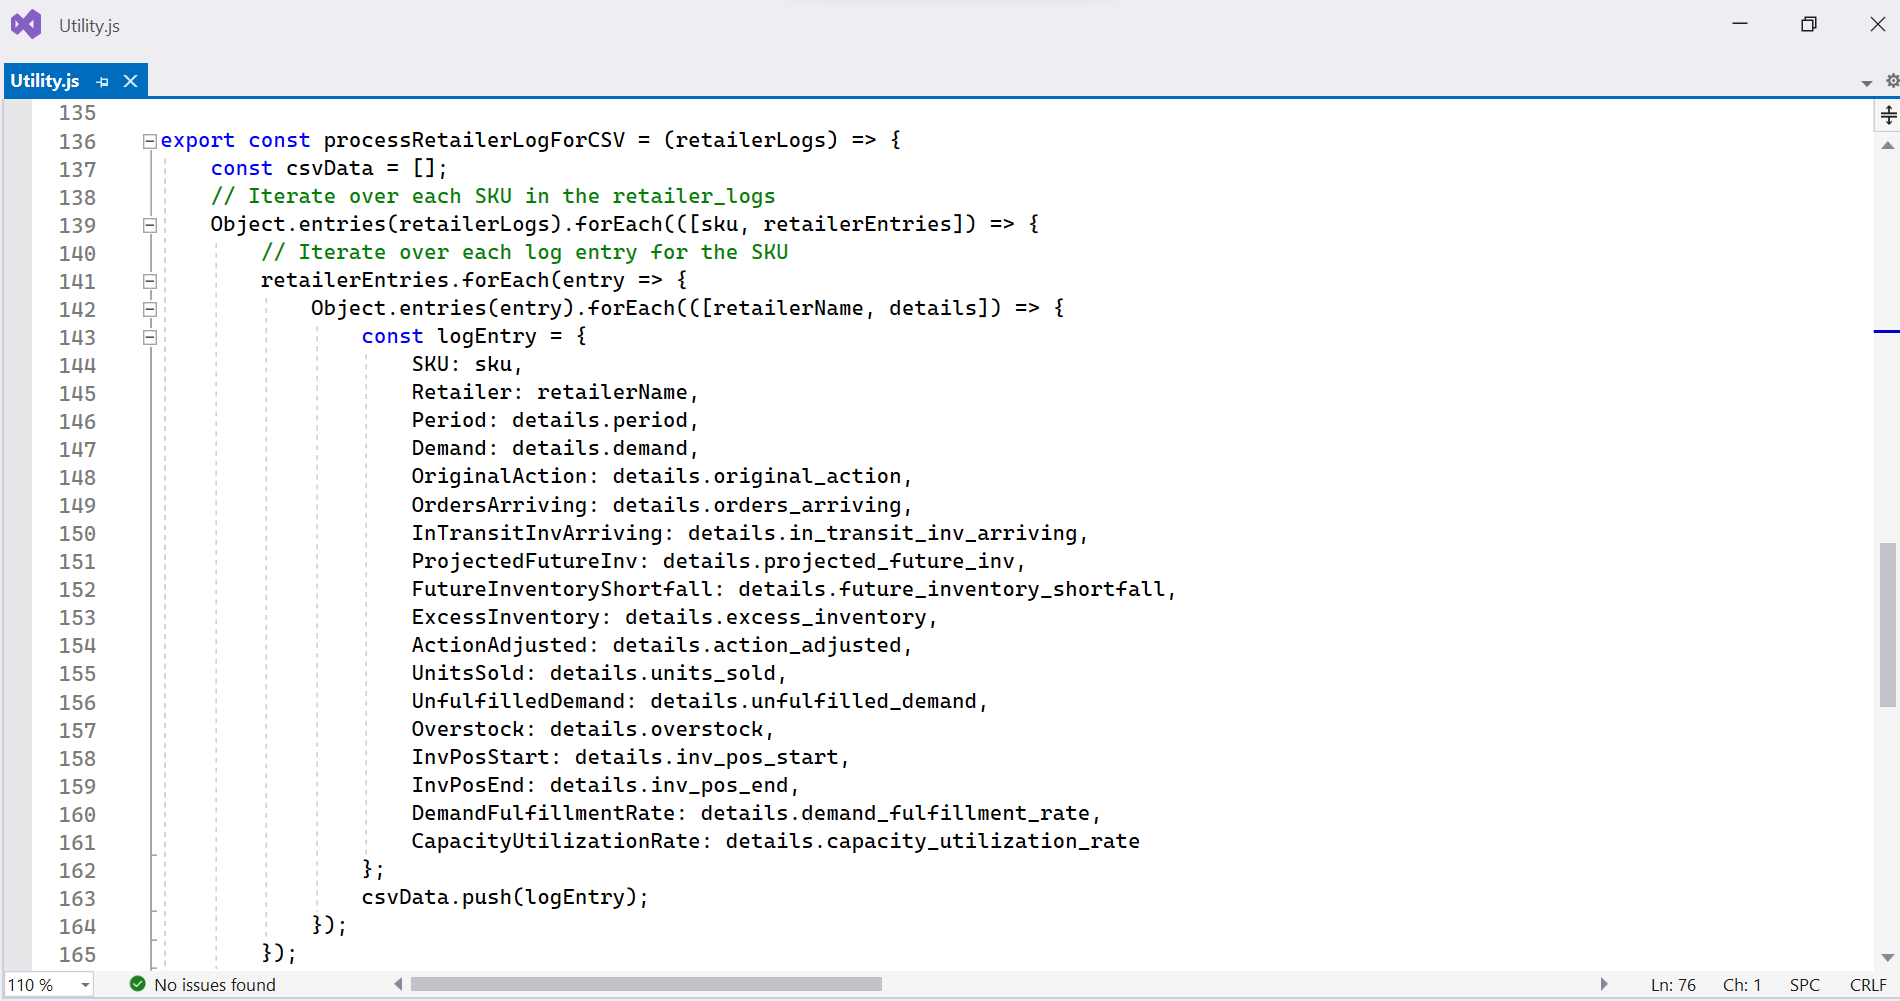 Utility.js
Utility.js
135
136 export const processRetailerLogForCSV = (retailerLogs) => {
137     const csvData = [];
138     // Iterate over each SKU in the retailer_logs
139     Object.entries(retailerLogs).forEach(([sku, retailerEntries]) => {
140         // Iterate over each log entry for the SKU
141         retailerEntries.forEach(entry => {
142             Object.entries(entry).forEach(([retailerName, details]) => {
143                 const logEntry = {
144                     SKU: sku,
145                     Retailer: retailerName,
146                     Period: details.period,
147                     Demand: details.demand,
148                     OriginalAction: details.original_action,
149                     OrdersArriving: details.orders_arriving,
150                     InTransitInvArriving: details.in_transit_inv_arriving,
151                     ProjectedFutureInv: details.projected_future_inv,
152                     FutureInventoryShortfall: details.future_inventory_shortfall,
153                     ExcessInventory: details.excess_inventory,
154                     ActionAdjusted: details.action_adjusted,
155                     UnitsSold: details.units_sold,
156                     UnfulfilledDemand: details.unfulfilled_demand,
157                     Overstock: details.overstock,
158                     InvPosStart: details.inv_pos_start,
159                     InvPosEnd: details.inv_pos_end,
160                     DemandFulfillmentRate: details.demand_fulfillment_rate,
161                     CapacityUtilizationRate: details.capacity_utilization_rate
162                 };
163                 csvData.push(logEntry);
164             });
165         });
110 % No issues found Ln: 76 Ch: 1 SPC CRLF